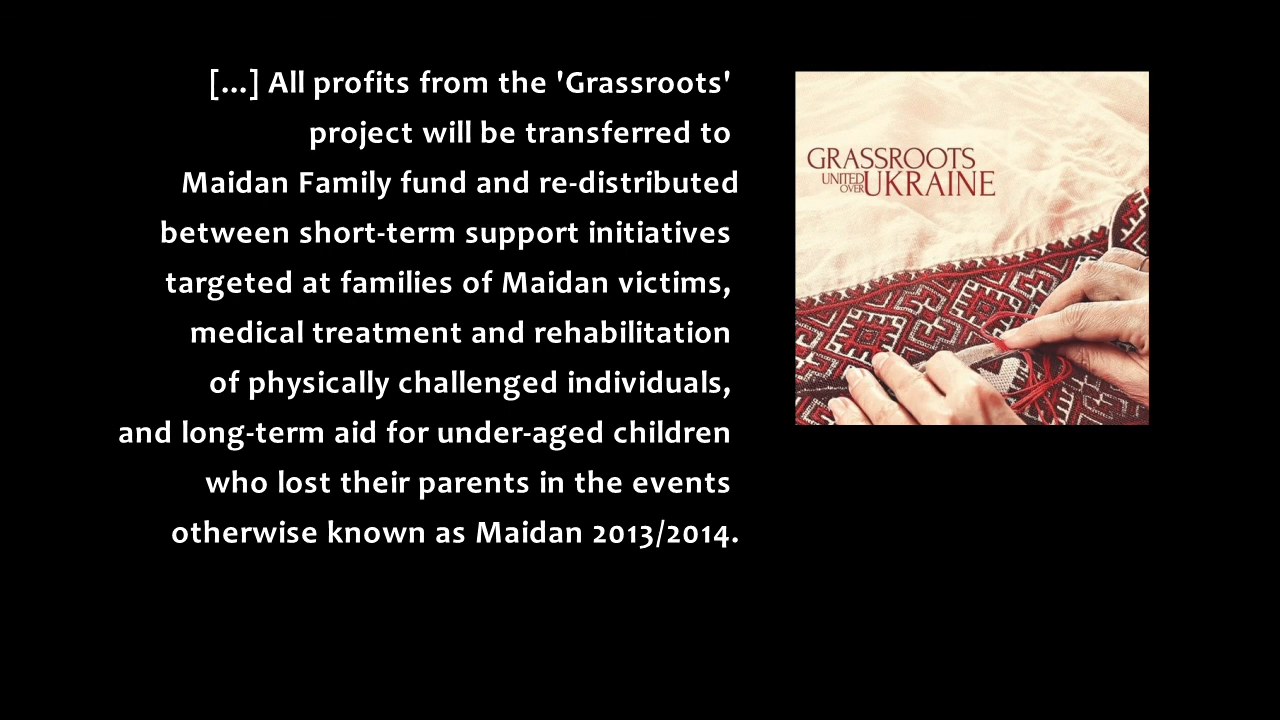 [...] All profits from the 'Grassroots'
project will be transferred to
Maidan Family fund and re-distributed
between short-term support initiatives
targeted at families of Maidan victims,
medical treatment and rehabilitation
of physically challenged individuals,
and long-term aid for under-aged children
who lost their parents in the events
otherwise known as Maidan 2013/2014.
GRASSROOTS
UNITED OVER UKRAINE